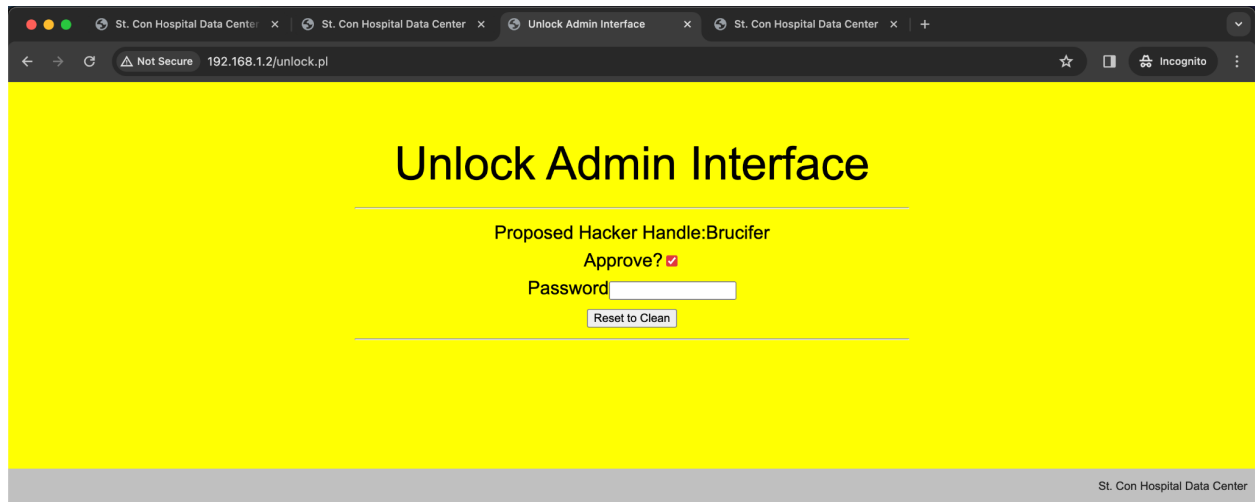 St. Con Hospital Data Center
St. Con Hospital Data Center
Unlock Admin Interface
St. Con Hospital Data Center
Not Secure
192.168.1.2/unlock.pl
Incognito
Unlock Admin Interface
Proposed Hacker Handle:Brucifer
Approve?
Password
Reset to Clean
St. Con Hospital Data Center